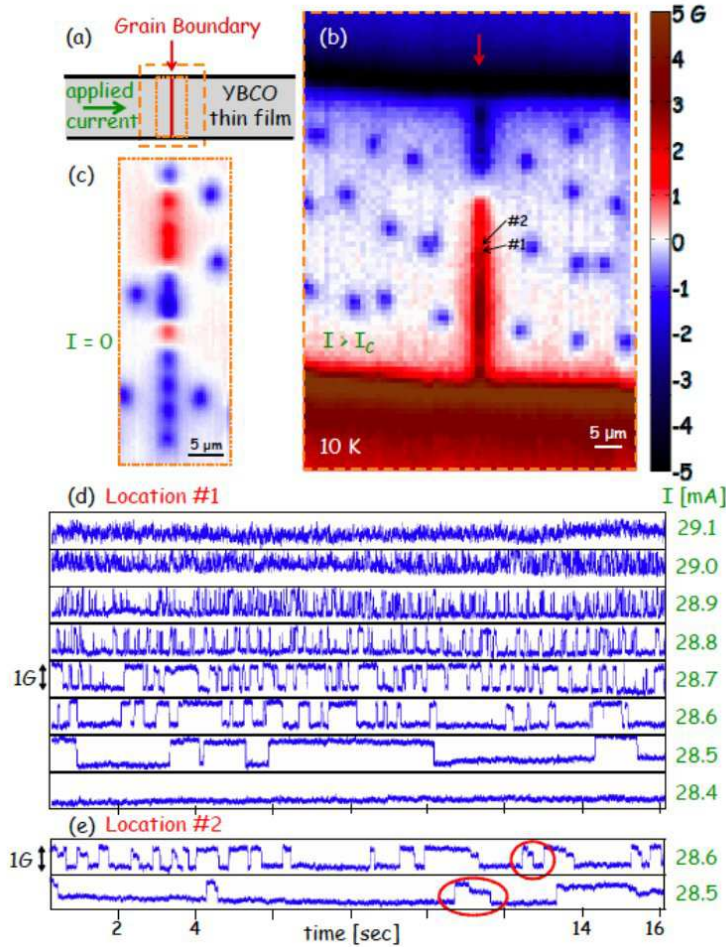 (a)
Grain Boundary
applied
current
YBCO
thin film
(b)
#2
#1
I > Ic
10 K
5 μm
5 G
4
3
2
1
0
-1
-2
-3
-4
-5
(c)
I = 0
5 μm
(d) Location #1
I [mA]
29.1
29.0
28.9
28.8
1G
28.7
28.6
28.5
28.4
(e) Location #2
1G
28.6
28.5
2 4 14 16
time [sec]